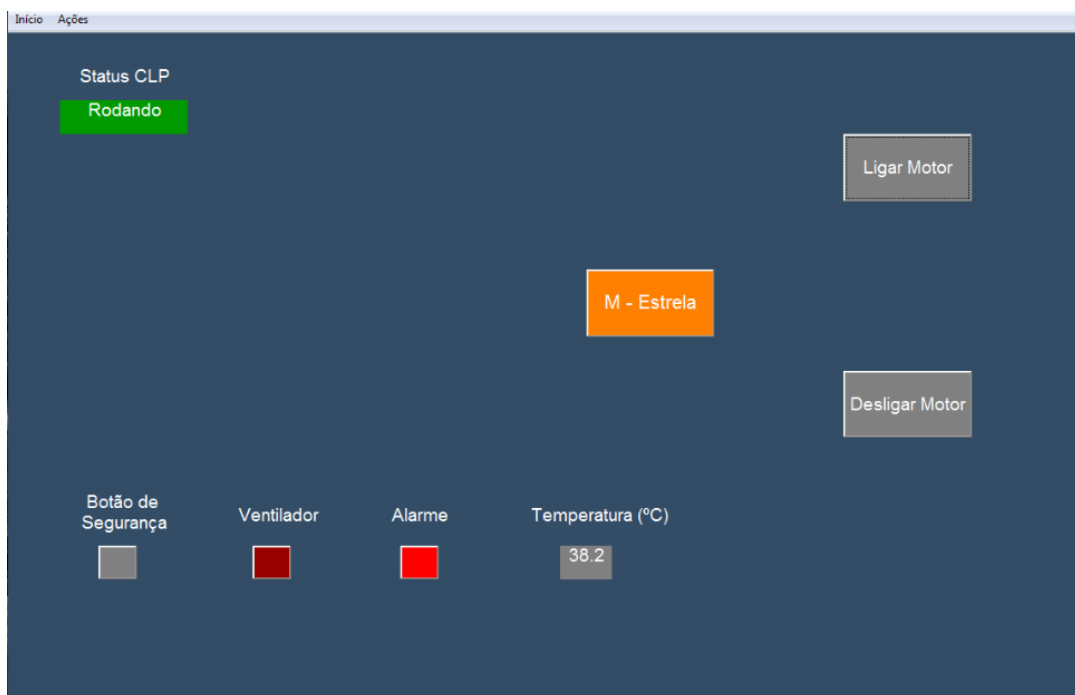 Início Ações
Status CLP
Rodando
Ligar Motor
M - Estrela
Desligar Motor
Botão de
Segurança
Ventilador
Alarme
Temperatura (ºC)
38.2